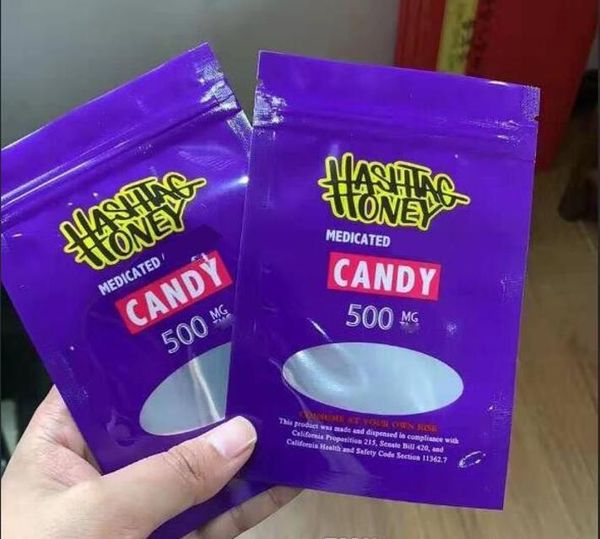 HASHTAG
HONEY
MEDICATED
CANDY
500 MG
HASHTAG
HONEY
MEDICATED
CANDY
500 MG
CONSUME AT YOUR OWN RISK
This product was made and dispensed in compliance with
California Proposition 215, Senate Bill 420, and
California Health and Safety Code Section 11362.7